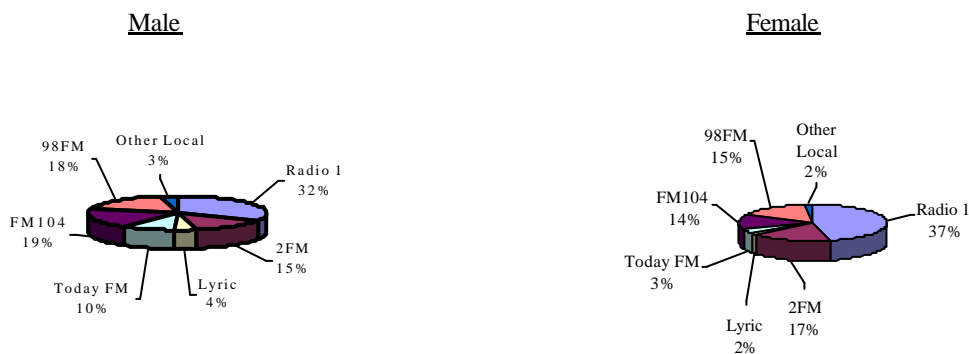 Male
98FM
18%
Other Local
3%
Radio 1
32%
FM104
19%
Today FM
10%
Lyric
4%
2FM
15%
Female
98FM
15%
Other
Local
2%
FM104
14%
Radio 1
37%
Today FM
3%
Lyric
2%
2FM
17%